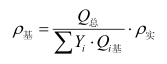 ρ基 = Q总 / ∑ Yi · Qi基 · ρ实